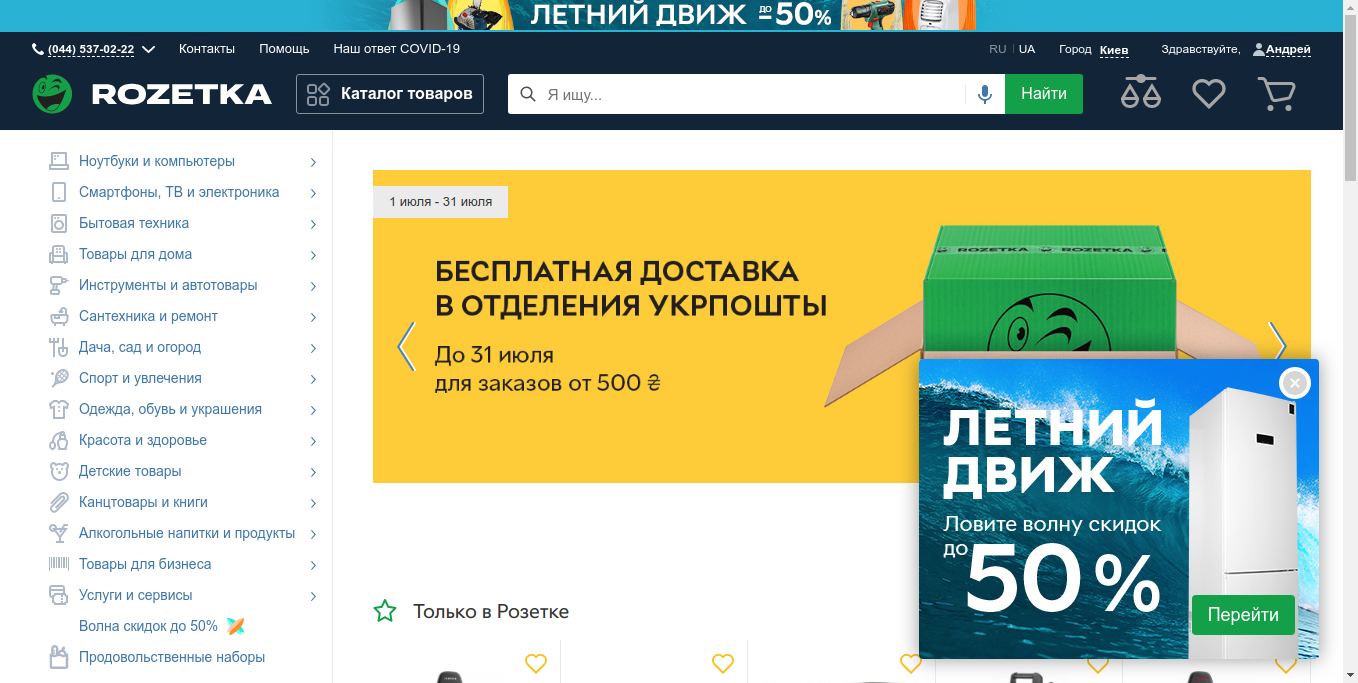 ЛЕТНИЙ ДВИЖ ДО -50%
(044) 537-02-22 Контакты Помощь Наш ответ COVID-19 RU UA Город Киев Здравствуйте, Андрей
ROZETKA Каталог товаров Я ищу... Найти
Ноутбуки и компьютеры
Смартфоны, ТВ и электроника
Бытовая техника
Товары для дома
Инструменты и автотовары
Сантехника и ремонт
Дача, сад и огород
Спорт и увлечения
Одежда, обувь и украшения
Красота и здоровье
Детские товары
Канцтовары и книги
Алкогольные напитки и продукты
Товары для бизнеса
Услуги и сервисы
Волна скидок до 50%
Продовольственные наборы
1 июля - 31 июля
БЕСПЛАТНАЯ ДОСТАВКА
В ОТДЕЛЕНИЯ УКРПОШТЫ
До 31 июля
для заказов от 500 ₴
ROZETKA ROZETKA
ЛЕТНИЙ
ДВИЖ
Ловите волну скидок
до 50%
Перейти
Только в Розетке